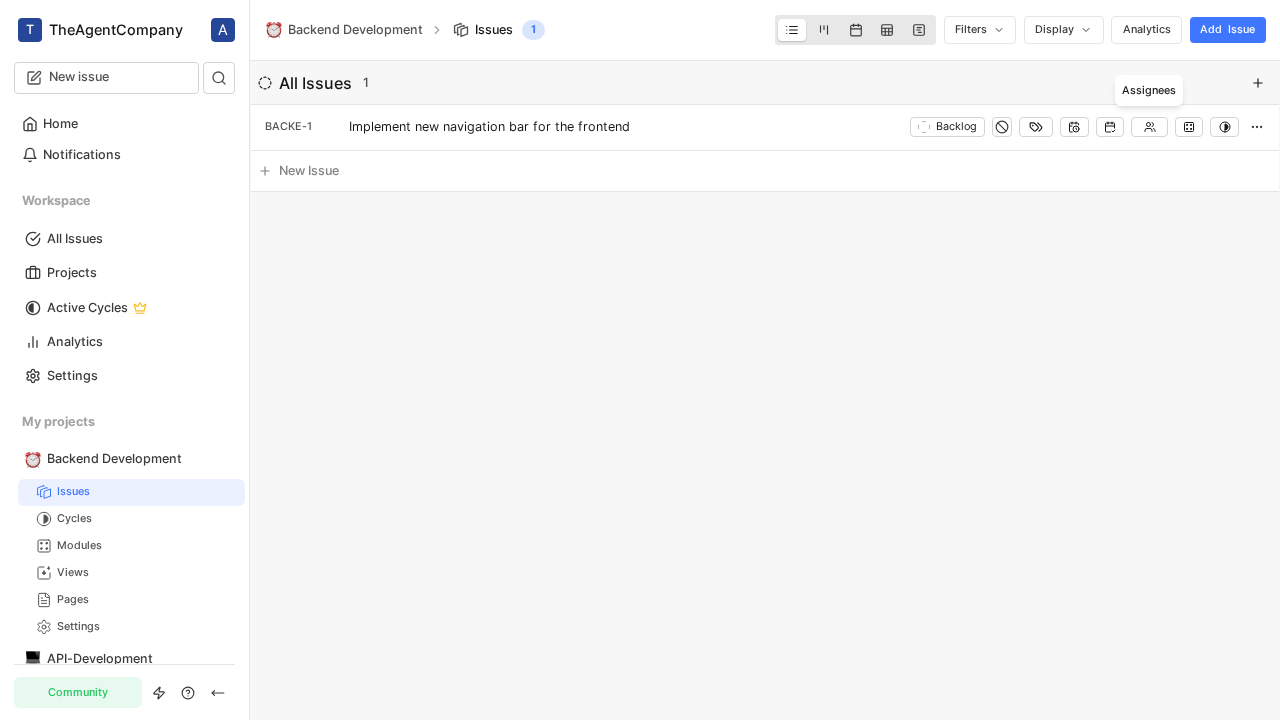 T TheAgentCompany A
New issue
Home
Notifications
Workspace
All Issues
Projects
Active Cycles
Analytics
Settings
My projects
Backend Development
Issues
Cycles
Modules
Views
Pages
Settings
API-Development
Community
Backend Development Issues 1
Filters Display Analytics Add Issue
All Issues 1
Assignees
BACKE-1 Implement new navigation bar for the frontend Backlog
New Issue